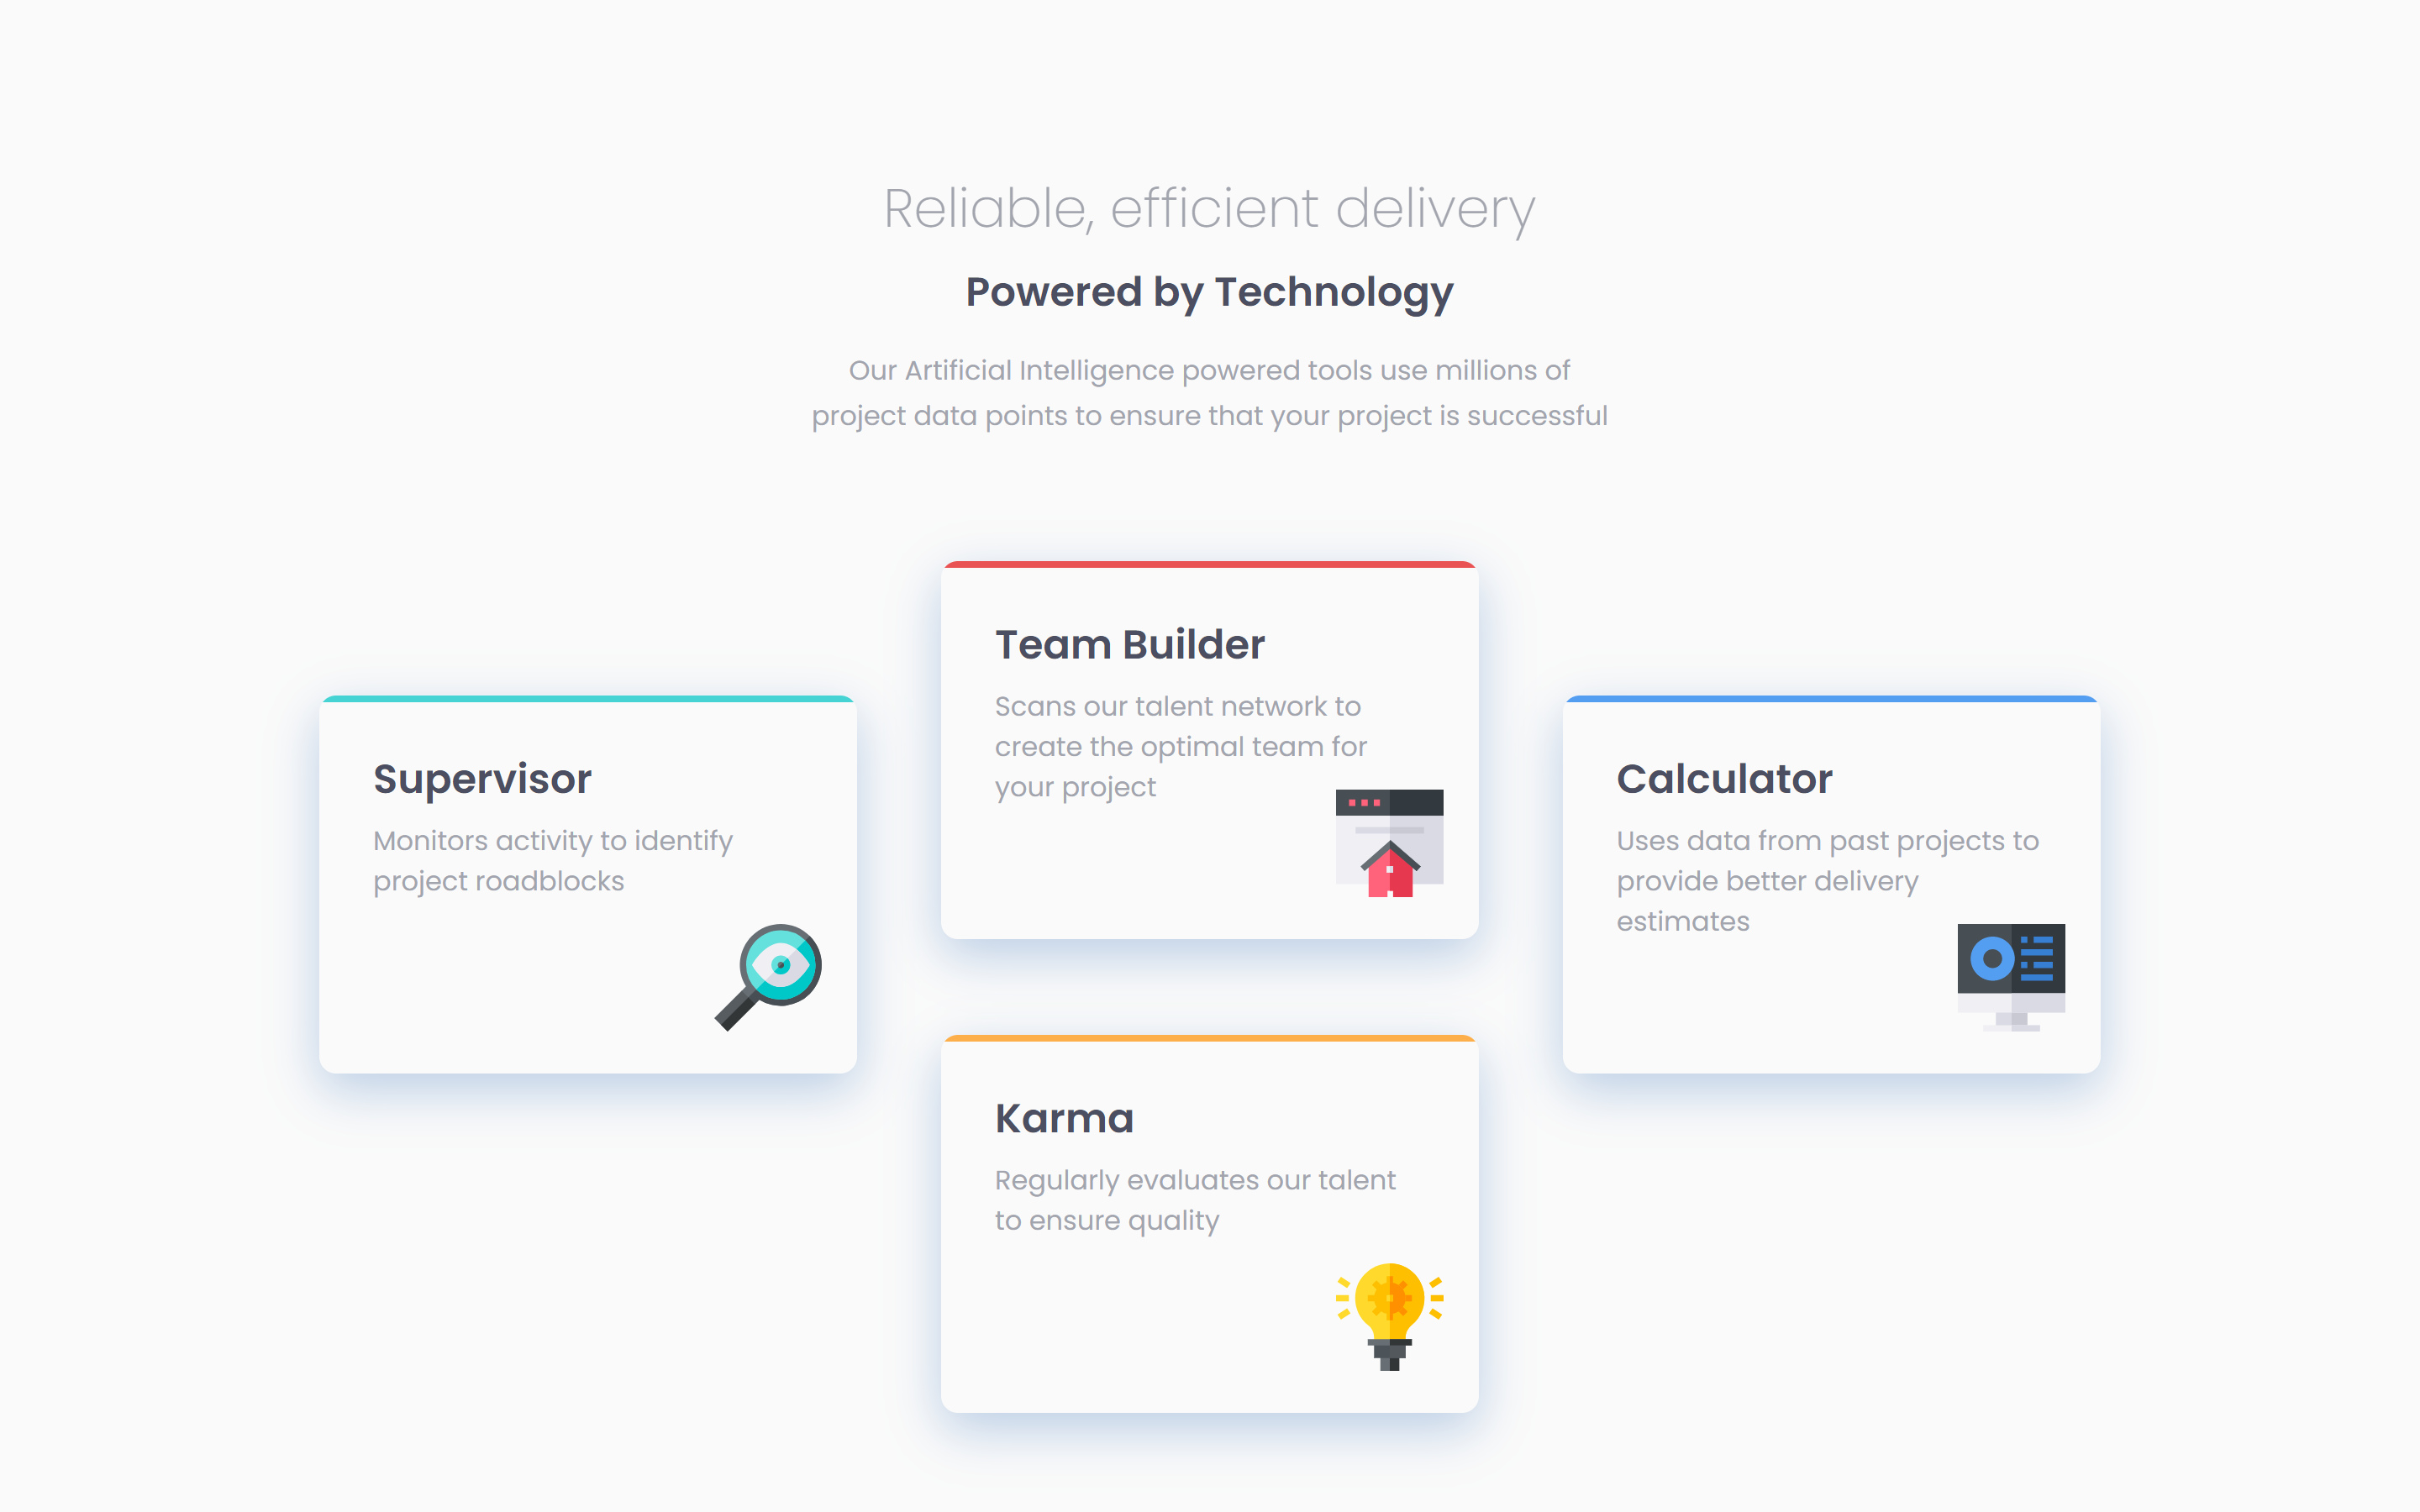 Reliable, efficient delivery
Powered by Technology
Our Artificial Intelligence powered tools use millions of
project data points to ensure that your project is successful
Supervisor
Monitors activity to identify
project roadblocks
Team Builder
Scans our talent network to
create the optimal team for
your project
Karma
Regularly evaluates our talent
to ensure quality
Calculator
Uses data from past projects to
provide better delivery
estimates